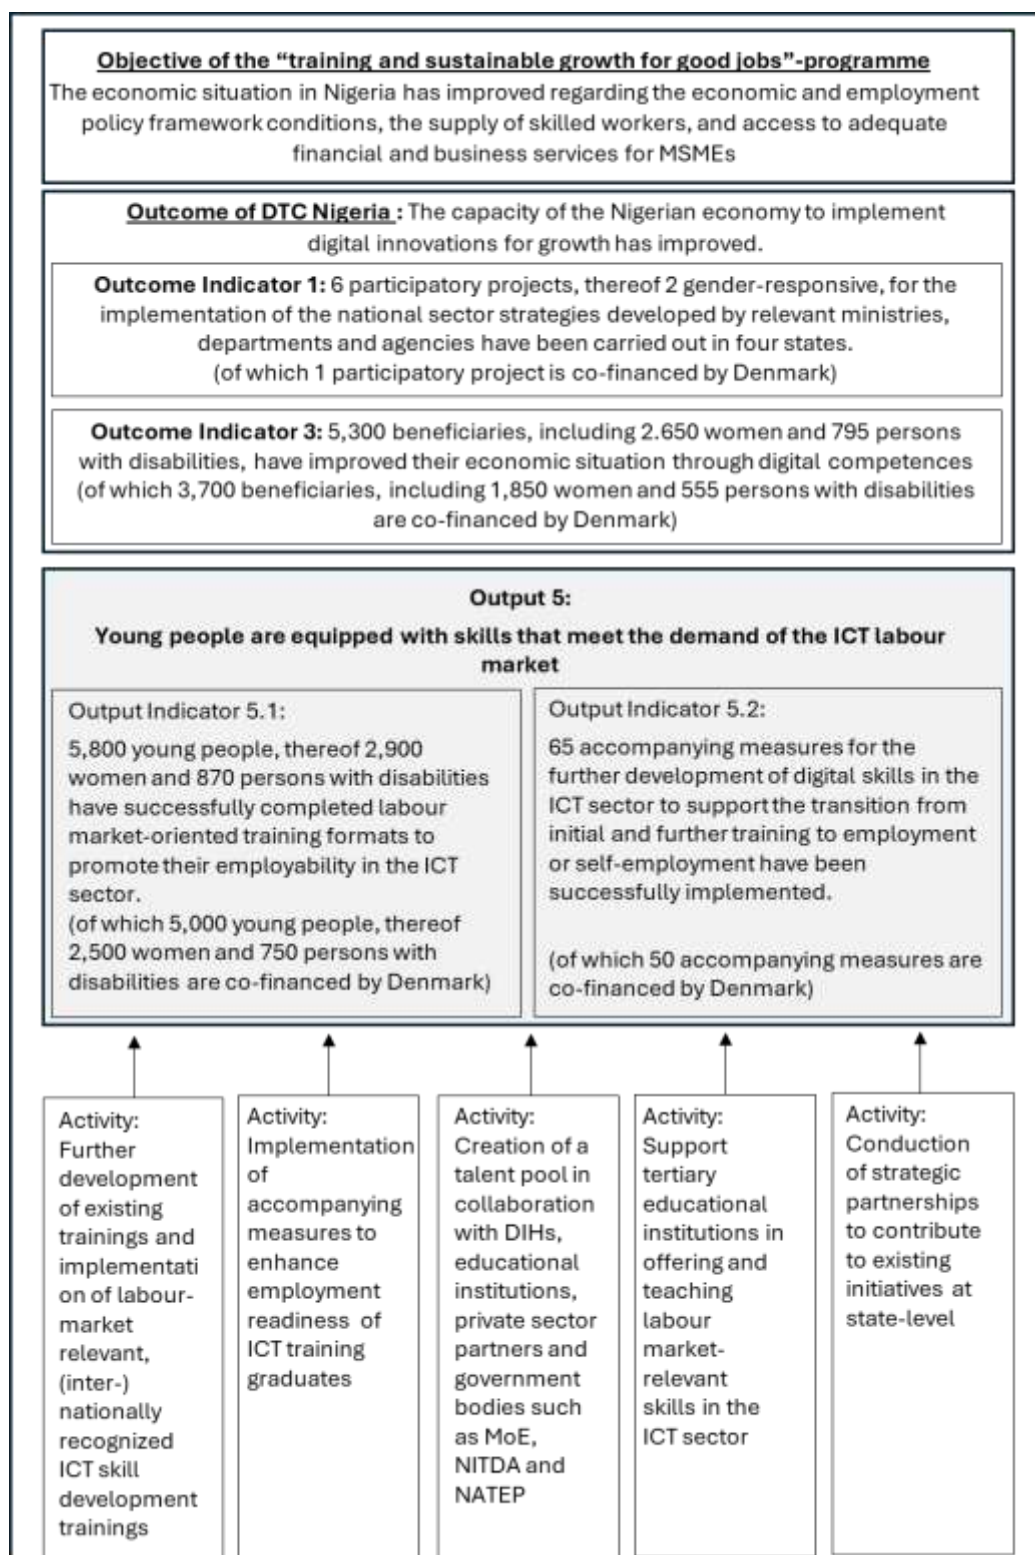 Objective of the “training and sustainable growth for good jobs”-programme
The economic situation in Nigeria has improved regarding the economic and employment
policy framework conditions, the supply of skilled workers, and access to adequate
financial and business services for MSMEs
Outcome of DTC Nigeria : The capacity of the Nigerian economy to implement
digital innovations for growth has improved.
Outcome Indicator 1: 6 participatory projects, thereof 2 gender-responsive, for the
implementation of the national sector strategies developed by relevant ministries,
departments and agencies have been carried out in four states.
(of which 1 participatory project is co-financed by Denmark)
Outcome Indicator 3: 5,300 beneficiaries, including 2.650 women and 795 persons
with disabilities, have improved their economic situation through digital competences
(of which 3,700 beneficiaries, including 1,850 women and 555 persons with disabilities
are co-financed by Denmark)
Output 5:
Young people are equipped with skills that meet the demand of the ICT labour
market
Output Indicator 5.1:
5,800 young people, thereof 2,900
women and 870 persons with disabilities
have successfully completed labour
market-oriented training formats to
promote their employability in the ICT
sector.
(of which 5,000 young people, thereof
2,500 women and 750 persons with
disabilities are co-financed by Denmark)
Output Indicator 5.2:
65 accompanying measures for the
further development of digital skills in the
ICT sector to support the transition from
initial and further training to employment
or self-employment have been
successfully implemented.
(of which 50 accompanying measures are
co-financed by Denmark)
Activity:
Further
development
of existing
trainings and
implementati
on of labour-
market
relevant,
(inter-)
nationally
recognized
ICT skill
development
trainings
Activity:
Implementation
of
accompanying
measures to
enhance
employment
readiness of
ICT training
graduates
Activity:
Creation of a
talent pool in
collaboration
with DIHs,
educational
institutions,
private sector
partners and
government
bodies such
as MoE,
NITDA and
NATEP
Activity:
Support
tertiary
educational
institutions in
offering and
teaching
labour
market-
relevant
skills in the
ICT sector
Activity:
Conduction
of strategic
partnerships
to contribute
to existing
initiatives at
state-level